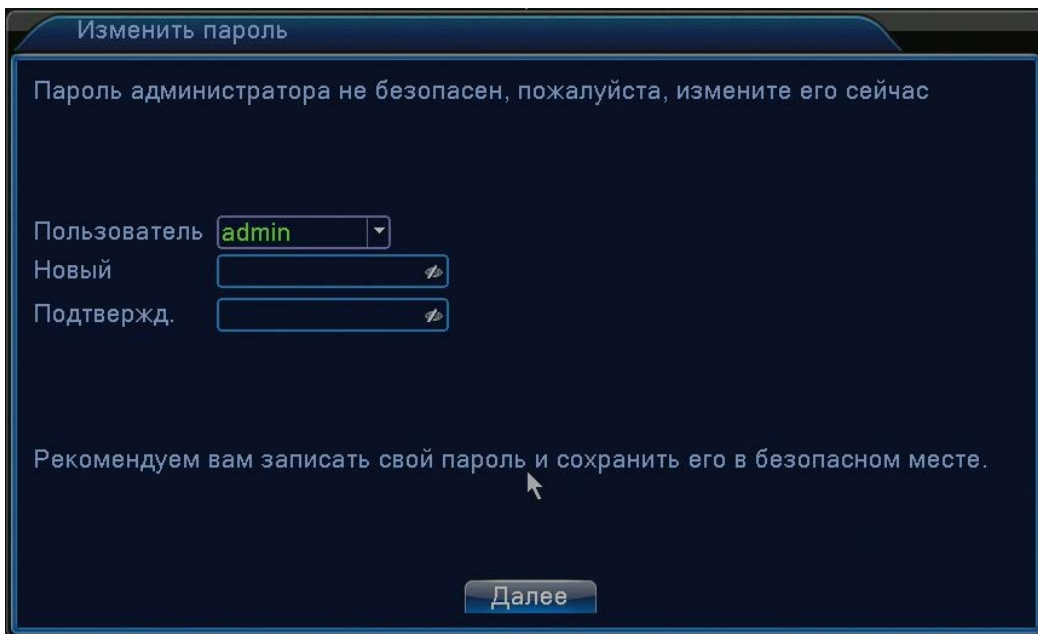 Изменить пароль
Пароль администратора не безопасен, пожалуйста, измените его сейчас
Пользователь admin
Новый
Подтвержд.
Рекомендуем вам записать свой пароль и сохранить его в безопасном месте.
Далее